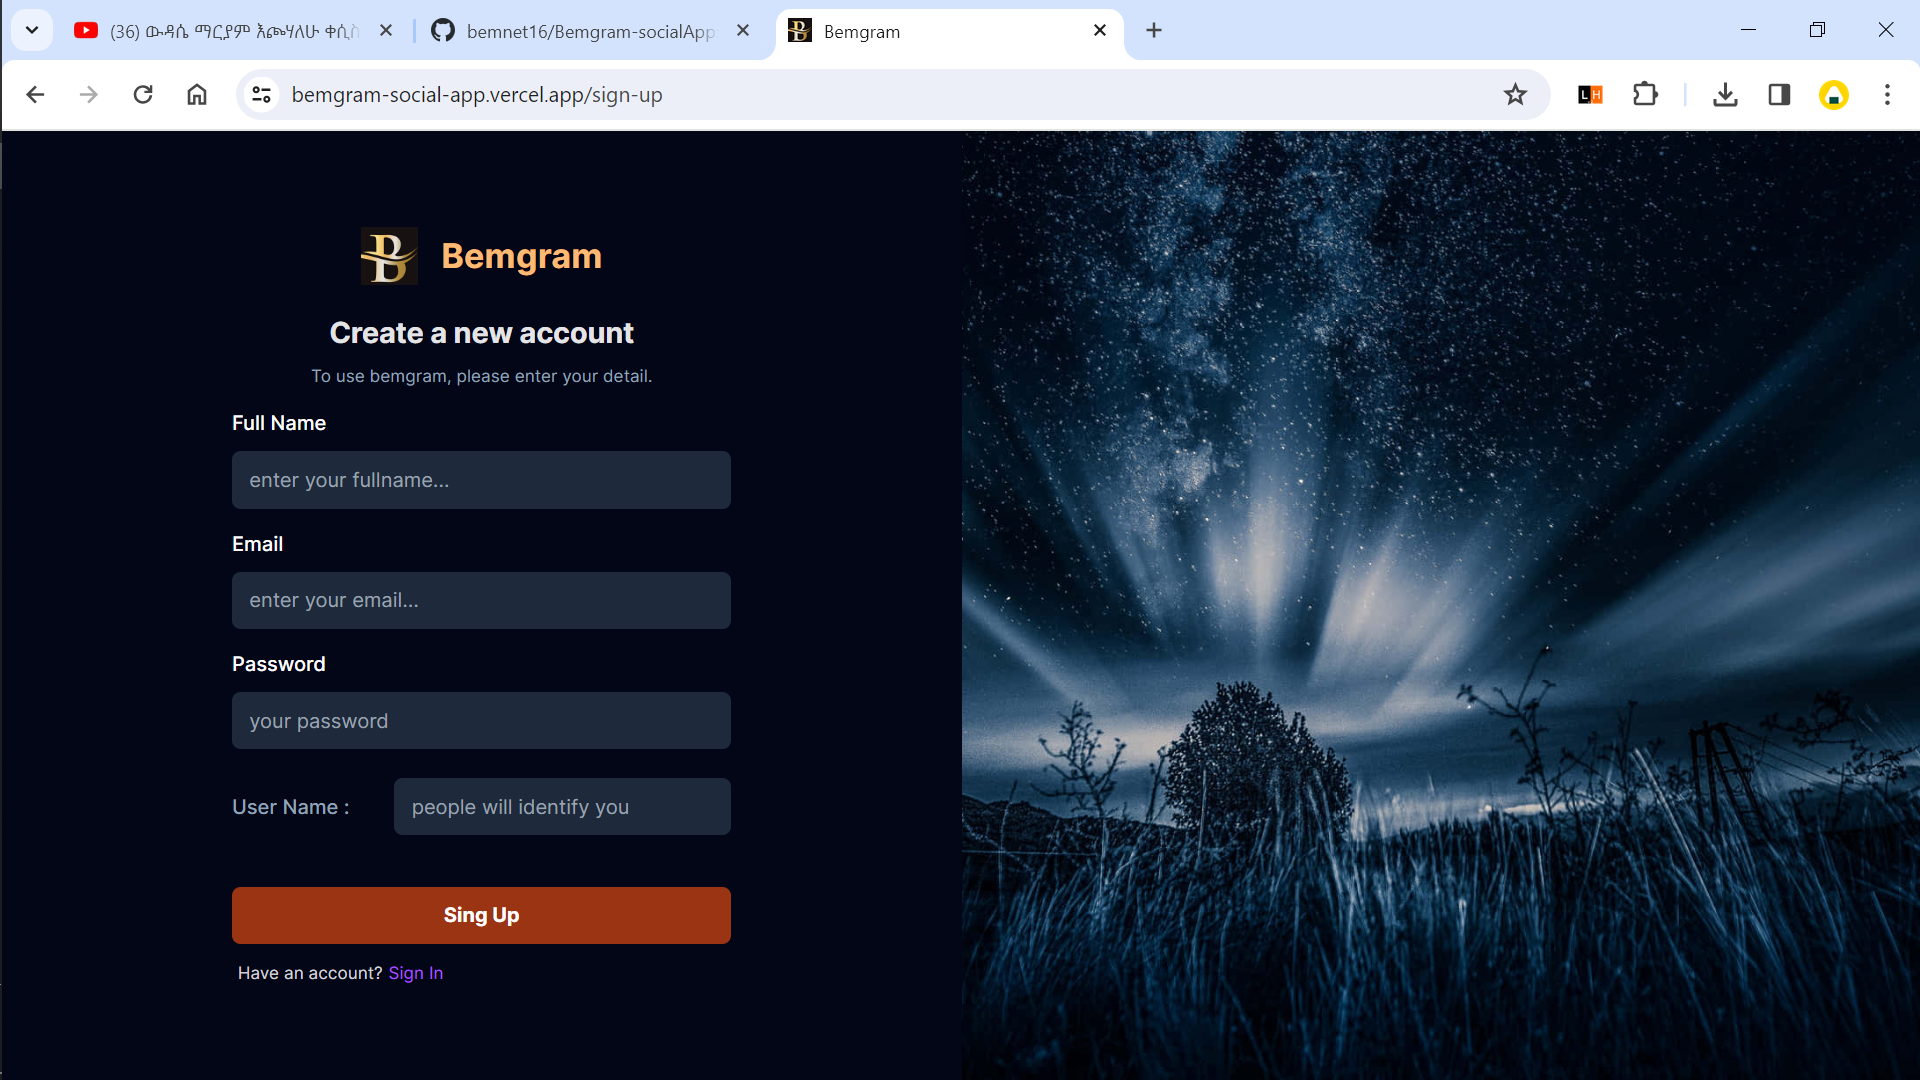 (36) ውዳሴ ማርያም እጮሃለሁ ቀሲስ
bemnet16/Bemgram-socialApp
Bemgram
bemgram-social-app.vercel.app/sign-up
LH
B
Bemgram
Create a new account
To use bemgram, please enter your detail.
Full Name
enter your fullname...
Email
enter your email...
Password
your password
User Name :
people will identify you
Sing Up
Have an account? Sign In